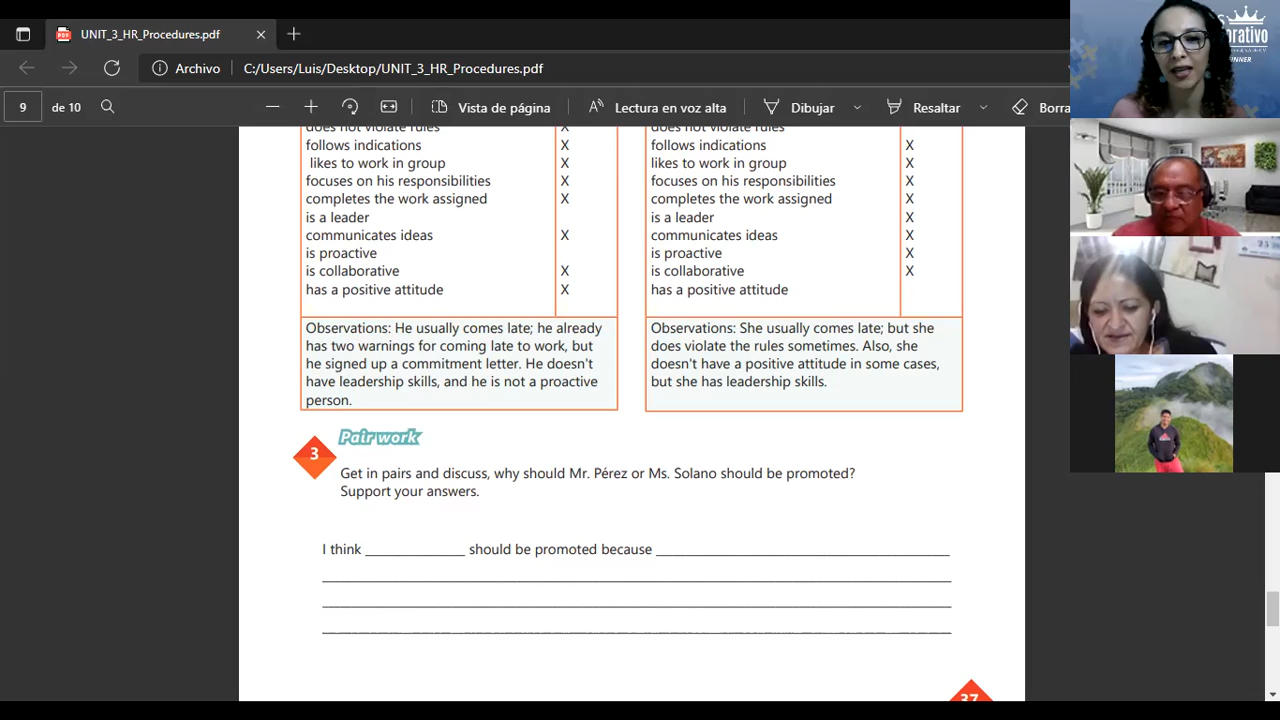 UNIT_3_HR_Procedures.pdf
Archivo C:/Users/Luis/Desktop/UNIT_3_HR_Procedures.pdf
9 de 10 Vista de página Lectura en voz alta Dibujar Resaltar Borra
orativo
does not violate rules X
follows indications X
likes to work in group X
focuses on his responsibilities X
completes the work assigned X
is a leader
communicates ideas X
is proactive
is collaborative X
has a positive attitude X
Observations: He usually comes late; he already
has two warnings for coming late to work, but
he signed up a commitment letter. He doesn't
have leadership skills, and he is not a proactive
person.
does not violate rules
follows indications X
likes to work in group X
focuses on his responsibilities X
completes the work assigned X
is a leader X
communicates ideas X
is proactive X
is collaborative X
has a positive attitude
Observations: She usually comes late; but she
does violate the rules sometimes. Also, she
doesn't have a positive attitude in some cases,
but she has leadership skills.
Pair work
3
Get in pairs and discuss, why should Mr. Pérez or Ms. Solano should be promoted?
Support your answers.
I think _____________ should be promoted because _____________
37